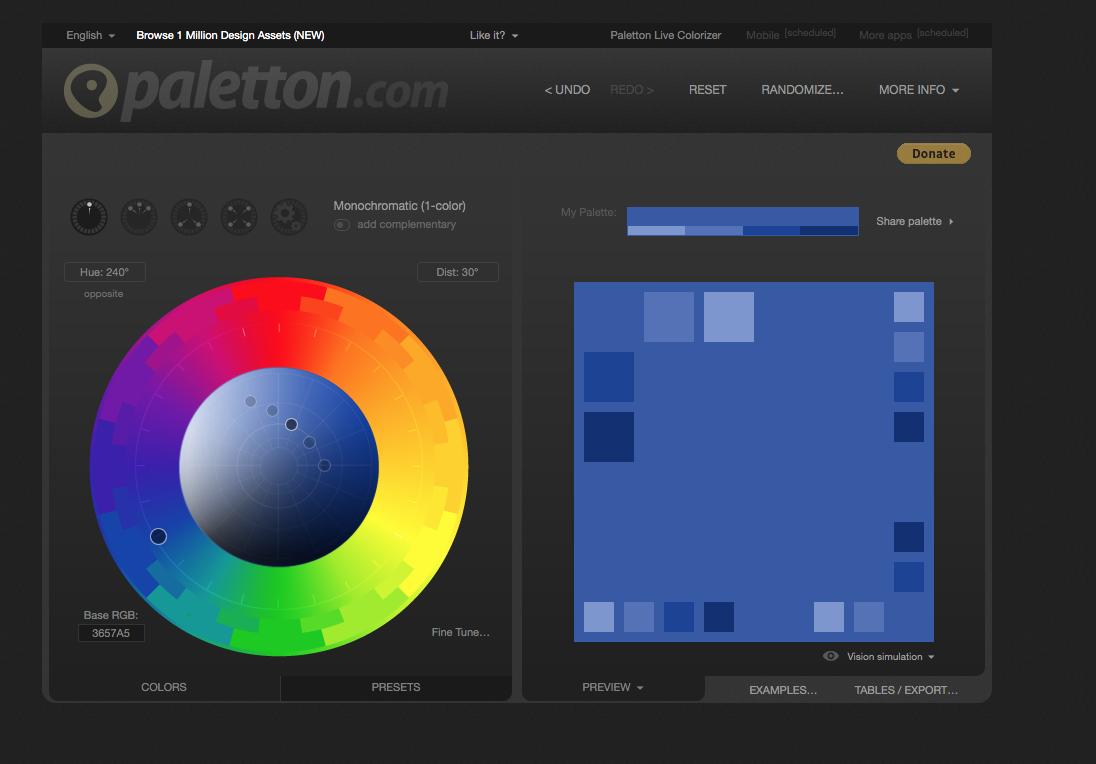 English Browse 1 Million Design Assets (NEW) Like it? Paletton Live Colorizer Mobile [scheduled] More apps [scheduled]
paletton.com
< UNDO REDO > RESET RANDOMIZE... MORE INFO
Donate
Monochromatic (1-color)
add complementary
My Palette:
Share palette
Hue: 240°
opposite
Dist: 30°
Base RGB:
3657A5
Fine Tune...
Vision simulation
COLORS PRESETS PREVIEW EXAMPLES... TABLES / EXPORT...